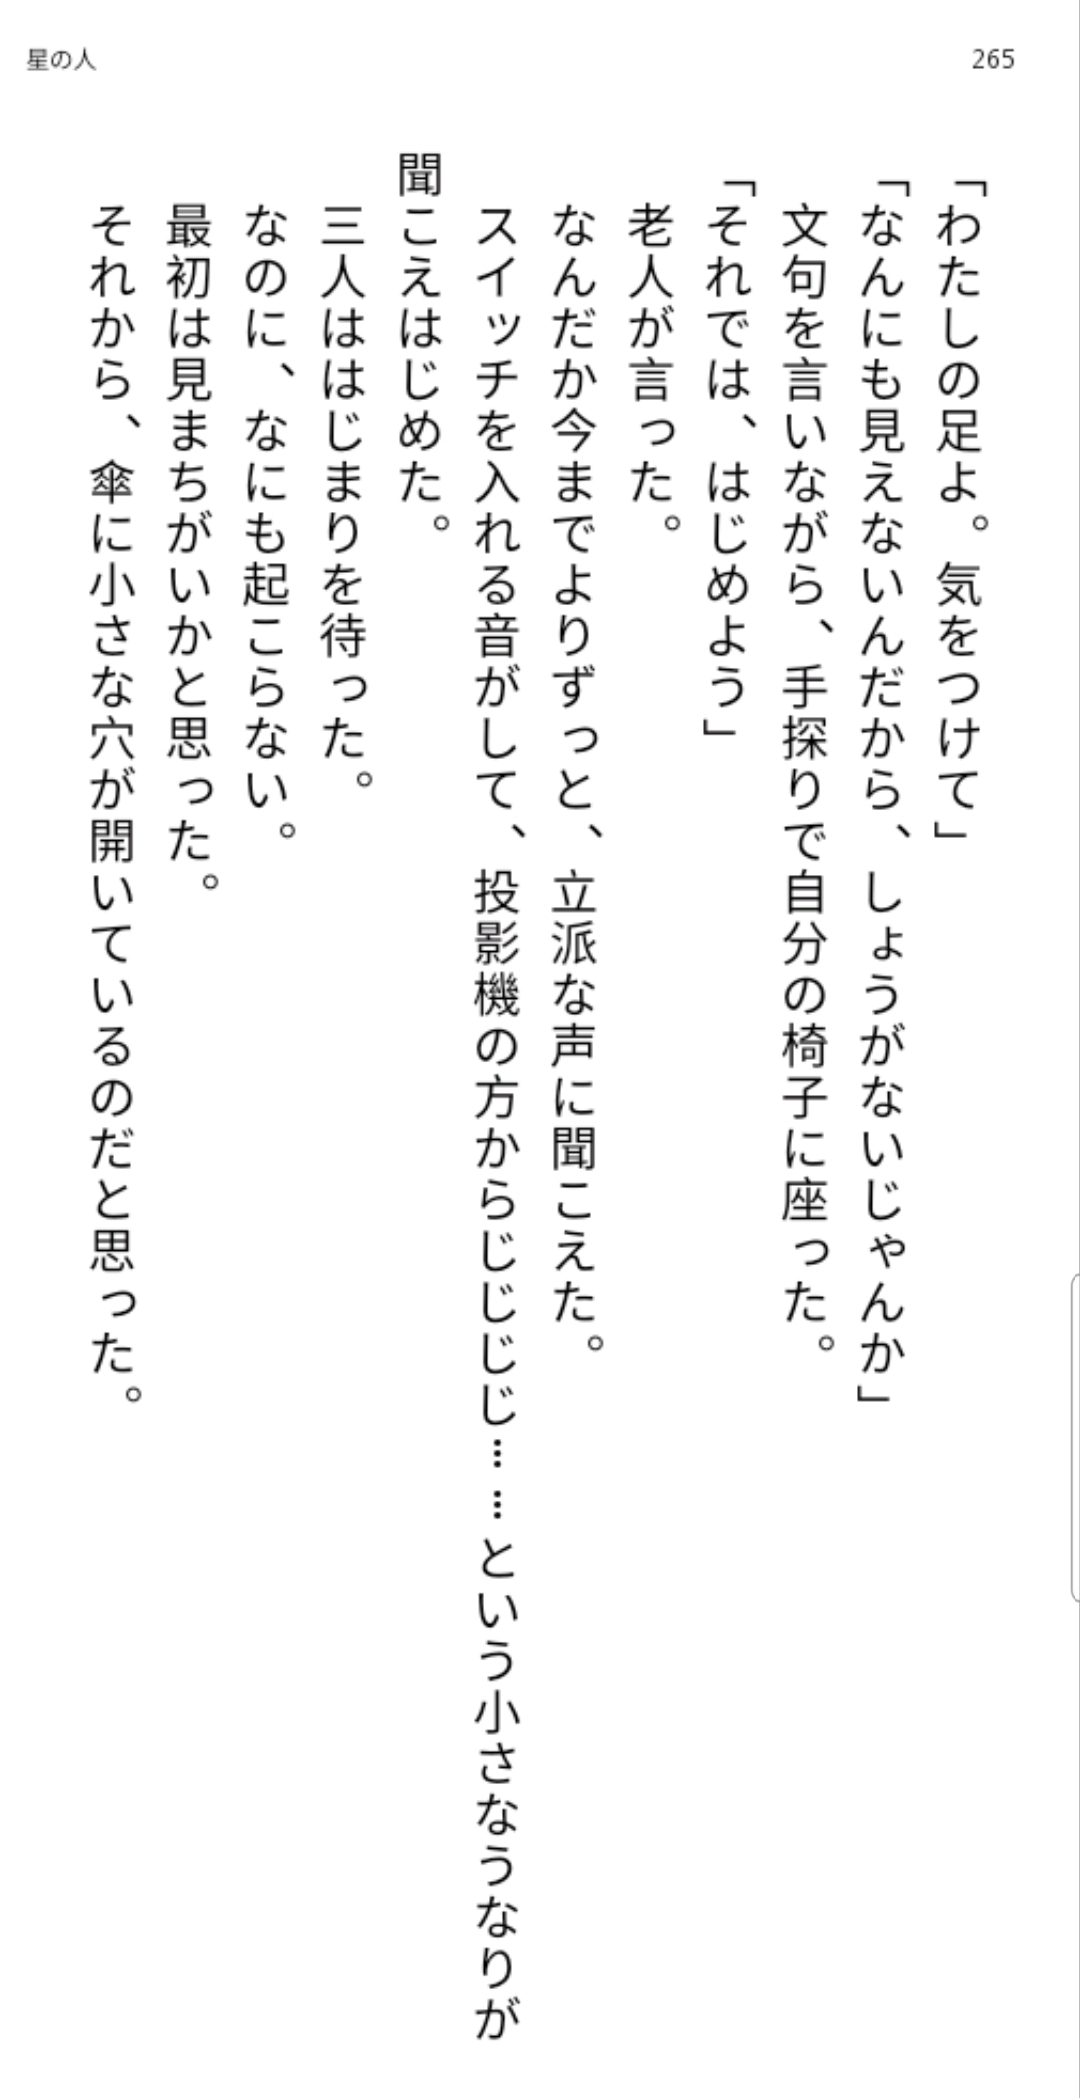 星の人
265
「わたしの足よ。気をつけて」
「なんにも見えないんだから、しょうがないじゃんか」
文句を言いながら、手探りで自分の椅子に座った。
「それでは、はじめよう」
老人が言った。
なんだか今までよりずっと、立派な声に聞こえた。
スイッチを入れる音がして、投影機の方からじじじじ……という小さなうなりが
聞こえはじめた。
三人ははじまりを待った。
なのに、なにも起こらない。
最初は見まちがいかと思った。
それから、傘に小さな穴が開いているのだと思った。